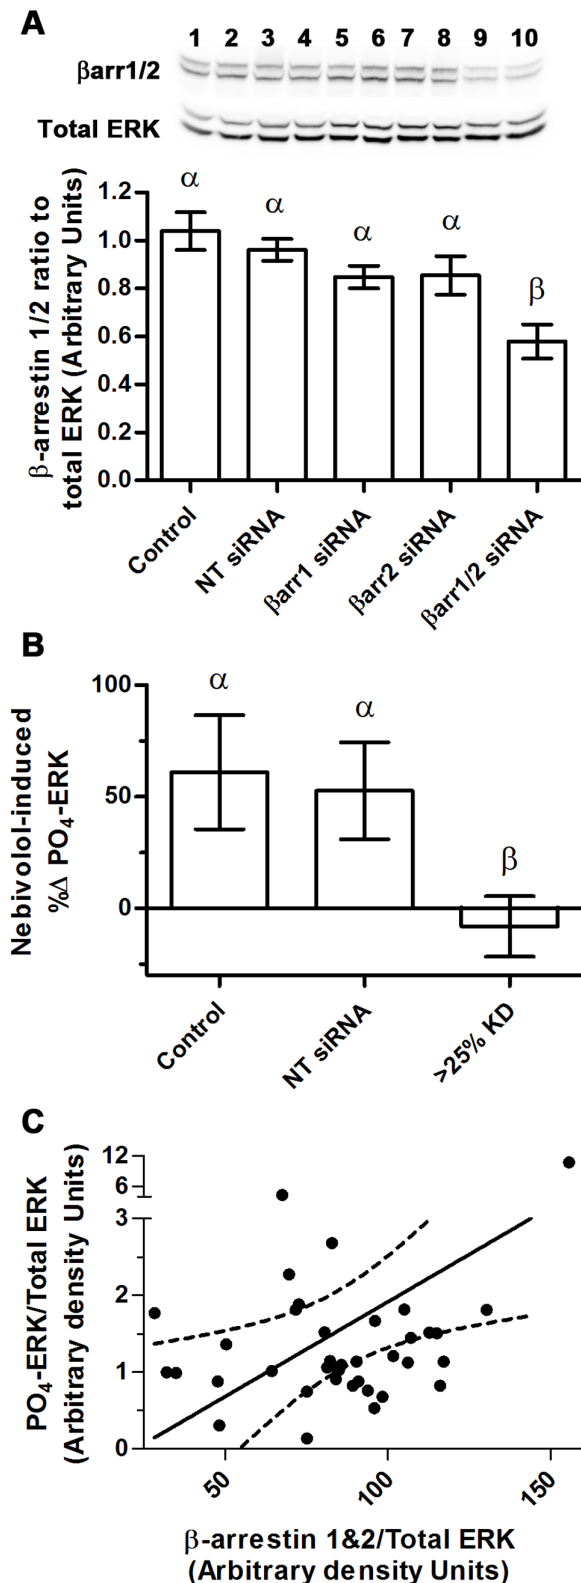 A
1 2 3 4 5 6 7 8 9 10
βarr1/2
Total ERK
β-arrestin 1/2 ratio to
total ERK (Arbitrary Units)
1.2
1.0
0.8
0.6
0.4
0.2
0.0
α
α
α
α
β
Control
NT siRNA
βarr1 siRNA
βarr2 siRNA
βarr1/2 siRNA
B
Nebivolol-induced
%Δ PO₄-ERK
100
50
0
α
α
β
Control
NT siRNA
>25% KD
C
PO₄-ERK/Total ERK
(Arbitrary density Units)
12
6
3
2
1
0
50
100
150
β-arrestin 1&2/Total ERK
(Arbitrary density Units)